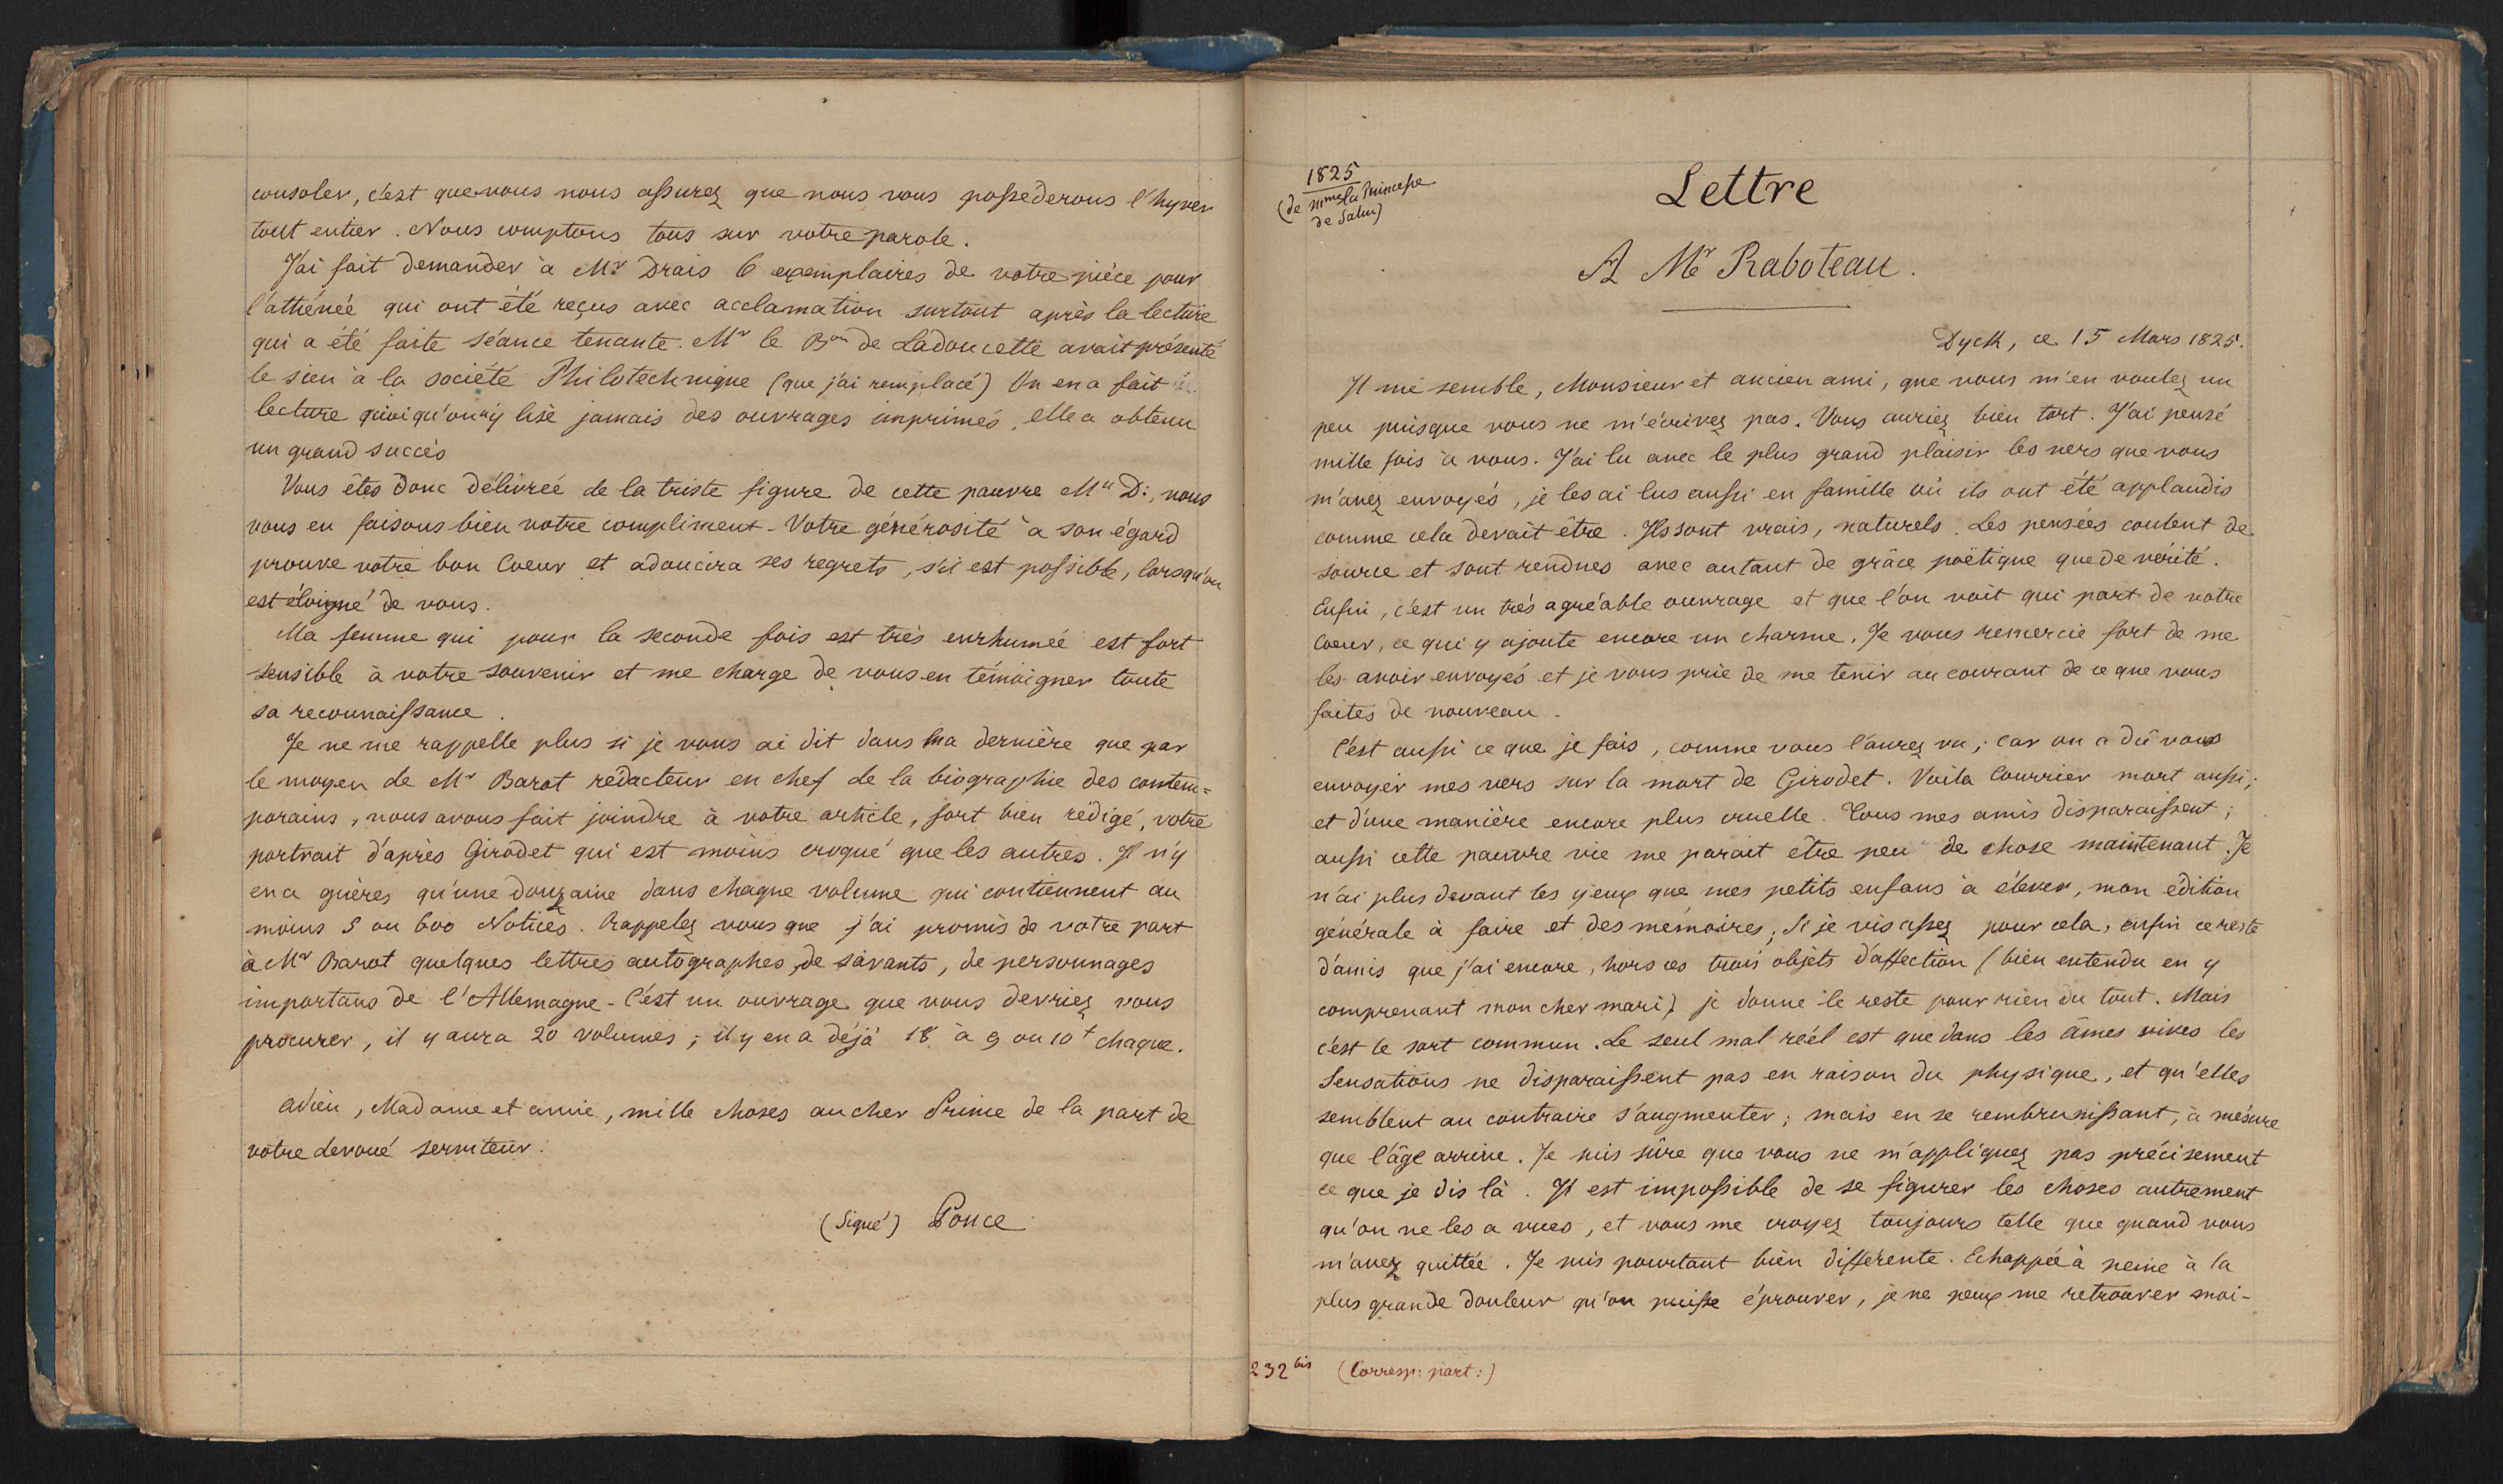 consoler, c'est que vous nous assurez que nous vous possederons l'hyver
tout entier. Nous comptons tous sur votre parole.
J'ai fait demander à Mr Drais 6 exemplaires de votre pièce pour
l'athénée qui ont été reçus avec acclamation surtout après la lecture
qui a été faite séance tenante. Mr le Bon de Ladoucette avait présenté
le sien à la société Philotechnique (que j'ai remplacé) On en a fait
lecture quoiqu'on n'y lise jamais des ouvrages imprimés, elle a obtenu
un grand succès
Vous êtes donc délivrée de la triste figure de cette pauvre Mlle D:, nous
vous en faisons bien notre compliment - Votre générosité à son égard
prouve votre bon Coeur et adoucira ses regrets, s'il est possible, lorsqu'on
est éloigné de vous.
Ma femme qui pour la seconde fois est très enrhumée est fort
sensible à votre souvenir et me charge de vous en témoigner toute
sa reconnaissance.
Je ne me rappelle plus si je vous ai dit dans ma dernière que par
le moyen de Mr Barot rédacteur en chef de la biographie des contem=
porains, nous avons fait joindre à votre article, fort bien rédigé, votre
portrait d'après Girodet qui est moins croqué que les autres. Il n'y
en a guères qu'une douzaine dans chaque volume qui contiennent au
moins 5 ou 600 Notices. Rappelez vous que j'ai promis de votre part
à Mr Barot quelques lettres autographes de savants, de personnages
importans de l'Allemagne - C'est un ouvrage que vous devriez vous
procurer, il y aura 20 volumes; il y en a déjà 18 à 9 ou 10 chaque.
Adieu, Madame et amie, mille choses au cher Prince de la part de
votre devoué serviteur.
(Signé) Ponce
1825
(de Mme la Princesse
de Salm)
Lettre
A Mr Raboteau.
Dyck, ce 15 Mars 1825.
Il me semble, Monsieur et ancien ami, que vous m'en voulez un
peu puisque vous ne m'écrivez pas. Vous auriez bien tort. J'ai pensé
mille fois à vous. J'ai lu avec le plus grand plaisir les vers que vous
m'avez envoyés, je les ai lus aussi en famille où ils ont été applaudis
comme cela devait être. Ils sont vrais, naturels. Les pensées coulent de
source et sont rendues avec autant de grâce poëtique que de vérité.
Enfin, c'est un très agréable ouvrage et que l'on voit qui part de votre
Coeur, ce qui y ajoute encore un charme. Je vous remercie fort de me
les avoir envoyés et je vous prie de me tenir au courant de ce que vous
faites de nouveau.
C'est aussi ce que je fais, comme vous l'aurez vu; car on a dû vous
envoyer mes vers sur la mort de Girodet. Voila Courrier mort aussi;
et d'une manière encore plus cruelle. Tous mes amis disparaissent;
aussi cette pauvre vie me parait être peu de chose maintenant. Je
n'ai plus devant les yeux que mes petits enfans à élever, mon édition
générale à faire et des mémoires; Si je vis assez pour cela, enfin ce reste
d'amis que j'ai encore, hors ces trois objets d'affection (bien entendu en y
comprenant mon cher mari) je donne le reste pour rien du tout. Mais
c'est le sort commun. Le seul mal réel est que dans les âmes vives les
Sensations ne disparaissent pas en raison du physique, et qu'elles
semblent au contraire s'augmenter; mais en se rembrunissant, à mesure
que l'âge arrive. Je suis sûre que vous ne m'appliquez pas précisement
ce que je dis là. Il est impossible de se figurer les choses autrement
qu'on ne les a vues, et vous me croyez toujours telle que quand vous
m'avez quittée. Je suis pourtant bien différente. Echappée à peine à la
plus grande douleur qu'on puisse éprouver, je ne peux me retrouver moi-
232 bis (Corresp: part:)